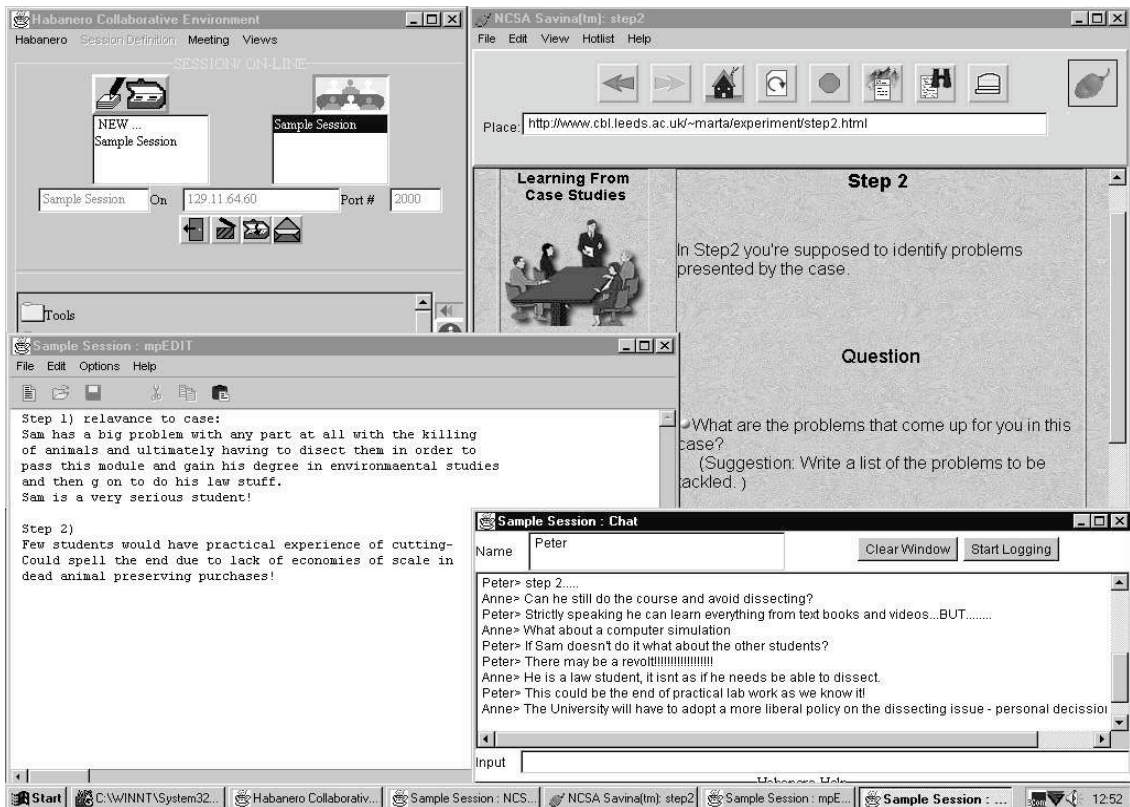 Habanero Collaborative Environment
Habanero Session Definition Meeting Views
SESSION/ ON-LINE
NEW ...
Sample Session
Sample Session
Sample Session On 129.11.64.60 Port # 2000
Tools
NCSA Savina(tm): step2
File Edit View Hotlist Help
Place: http://www.cbl.leeds.ac.uk/~marta/experiment/step2.html
Learning From
Case Studies
Step 2
In Step2 you're supposed to identify problems
presented by the case.
Question
What are the problems that come up for you in this
case?
(Suggestion: Write a list of the problems to be
tackled. )
Sample Session : mpEDIT
File Edit Options Help
Step 1) relavance to case:
Sam has a big problem with any part at all with the killing
of animals and ultimately having to disect them in order to
pass this module and gain his degree in environmaental studies
and then g on to do his law stuff.
Sam is a very serious student!
Step 2)
Few students would have practical experience of cutting-
Could spell the end due to lack of economies of scale in
dead animal preserving purchases!
Sample Session : Chat
Name Peter Clear Window Start Logging
Peter> step 2.....
Anne> Can he still do the course and avoid dissecting?
Peter> Strictly speaking he can learn everything from text books and videos...BUT........
Anne> What about a computer simulation
Peter> If Sam doesn't do it what about the other students?
Peter> There may be a revolt!!!!!!!!!!!!!!!!!!
Anne> He is a law student, it isnt as if he needs be able to dissect.
Peter> This could be the end of practical lab work as we know it!
Anne> The University will have to adopt a more liberal policy on the dissecting issue - personal decission
Input
Habanero Help
Start C:\WINNT\System32... Habanero Collaborativ... Sample Session : NCS... NCSA Savina(tm): step2 Sample Session : mpE... Sample Session : ... 12:52